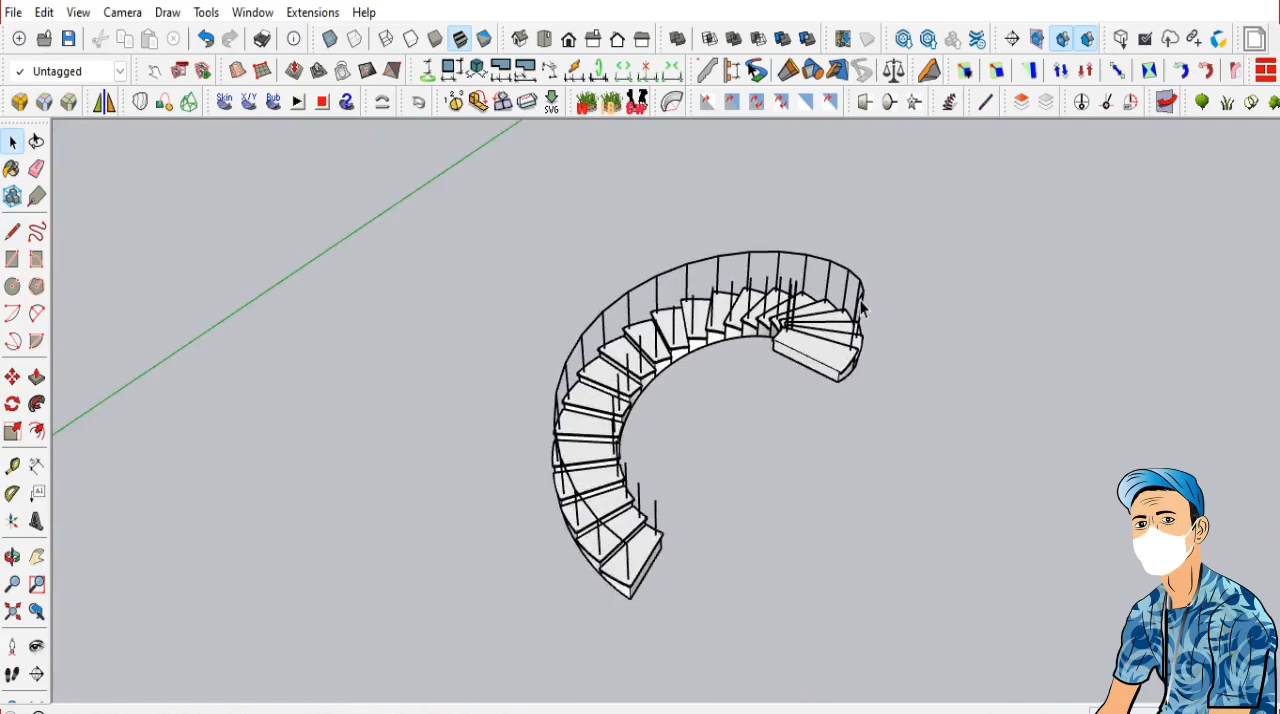 File Edit View Camera Draw Tools Window Extensions Help
✓ Untagged
Skin X/Y Bub SVG